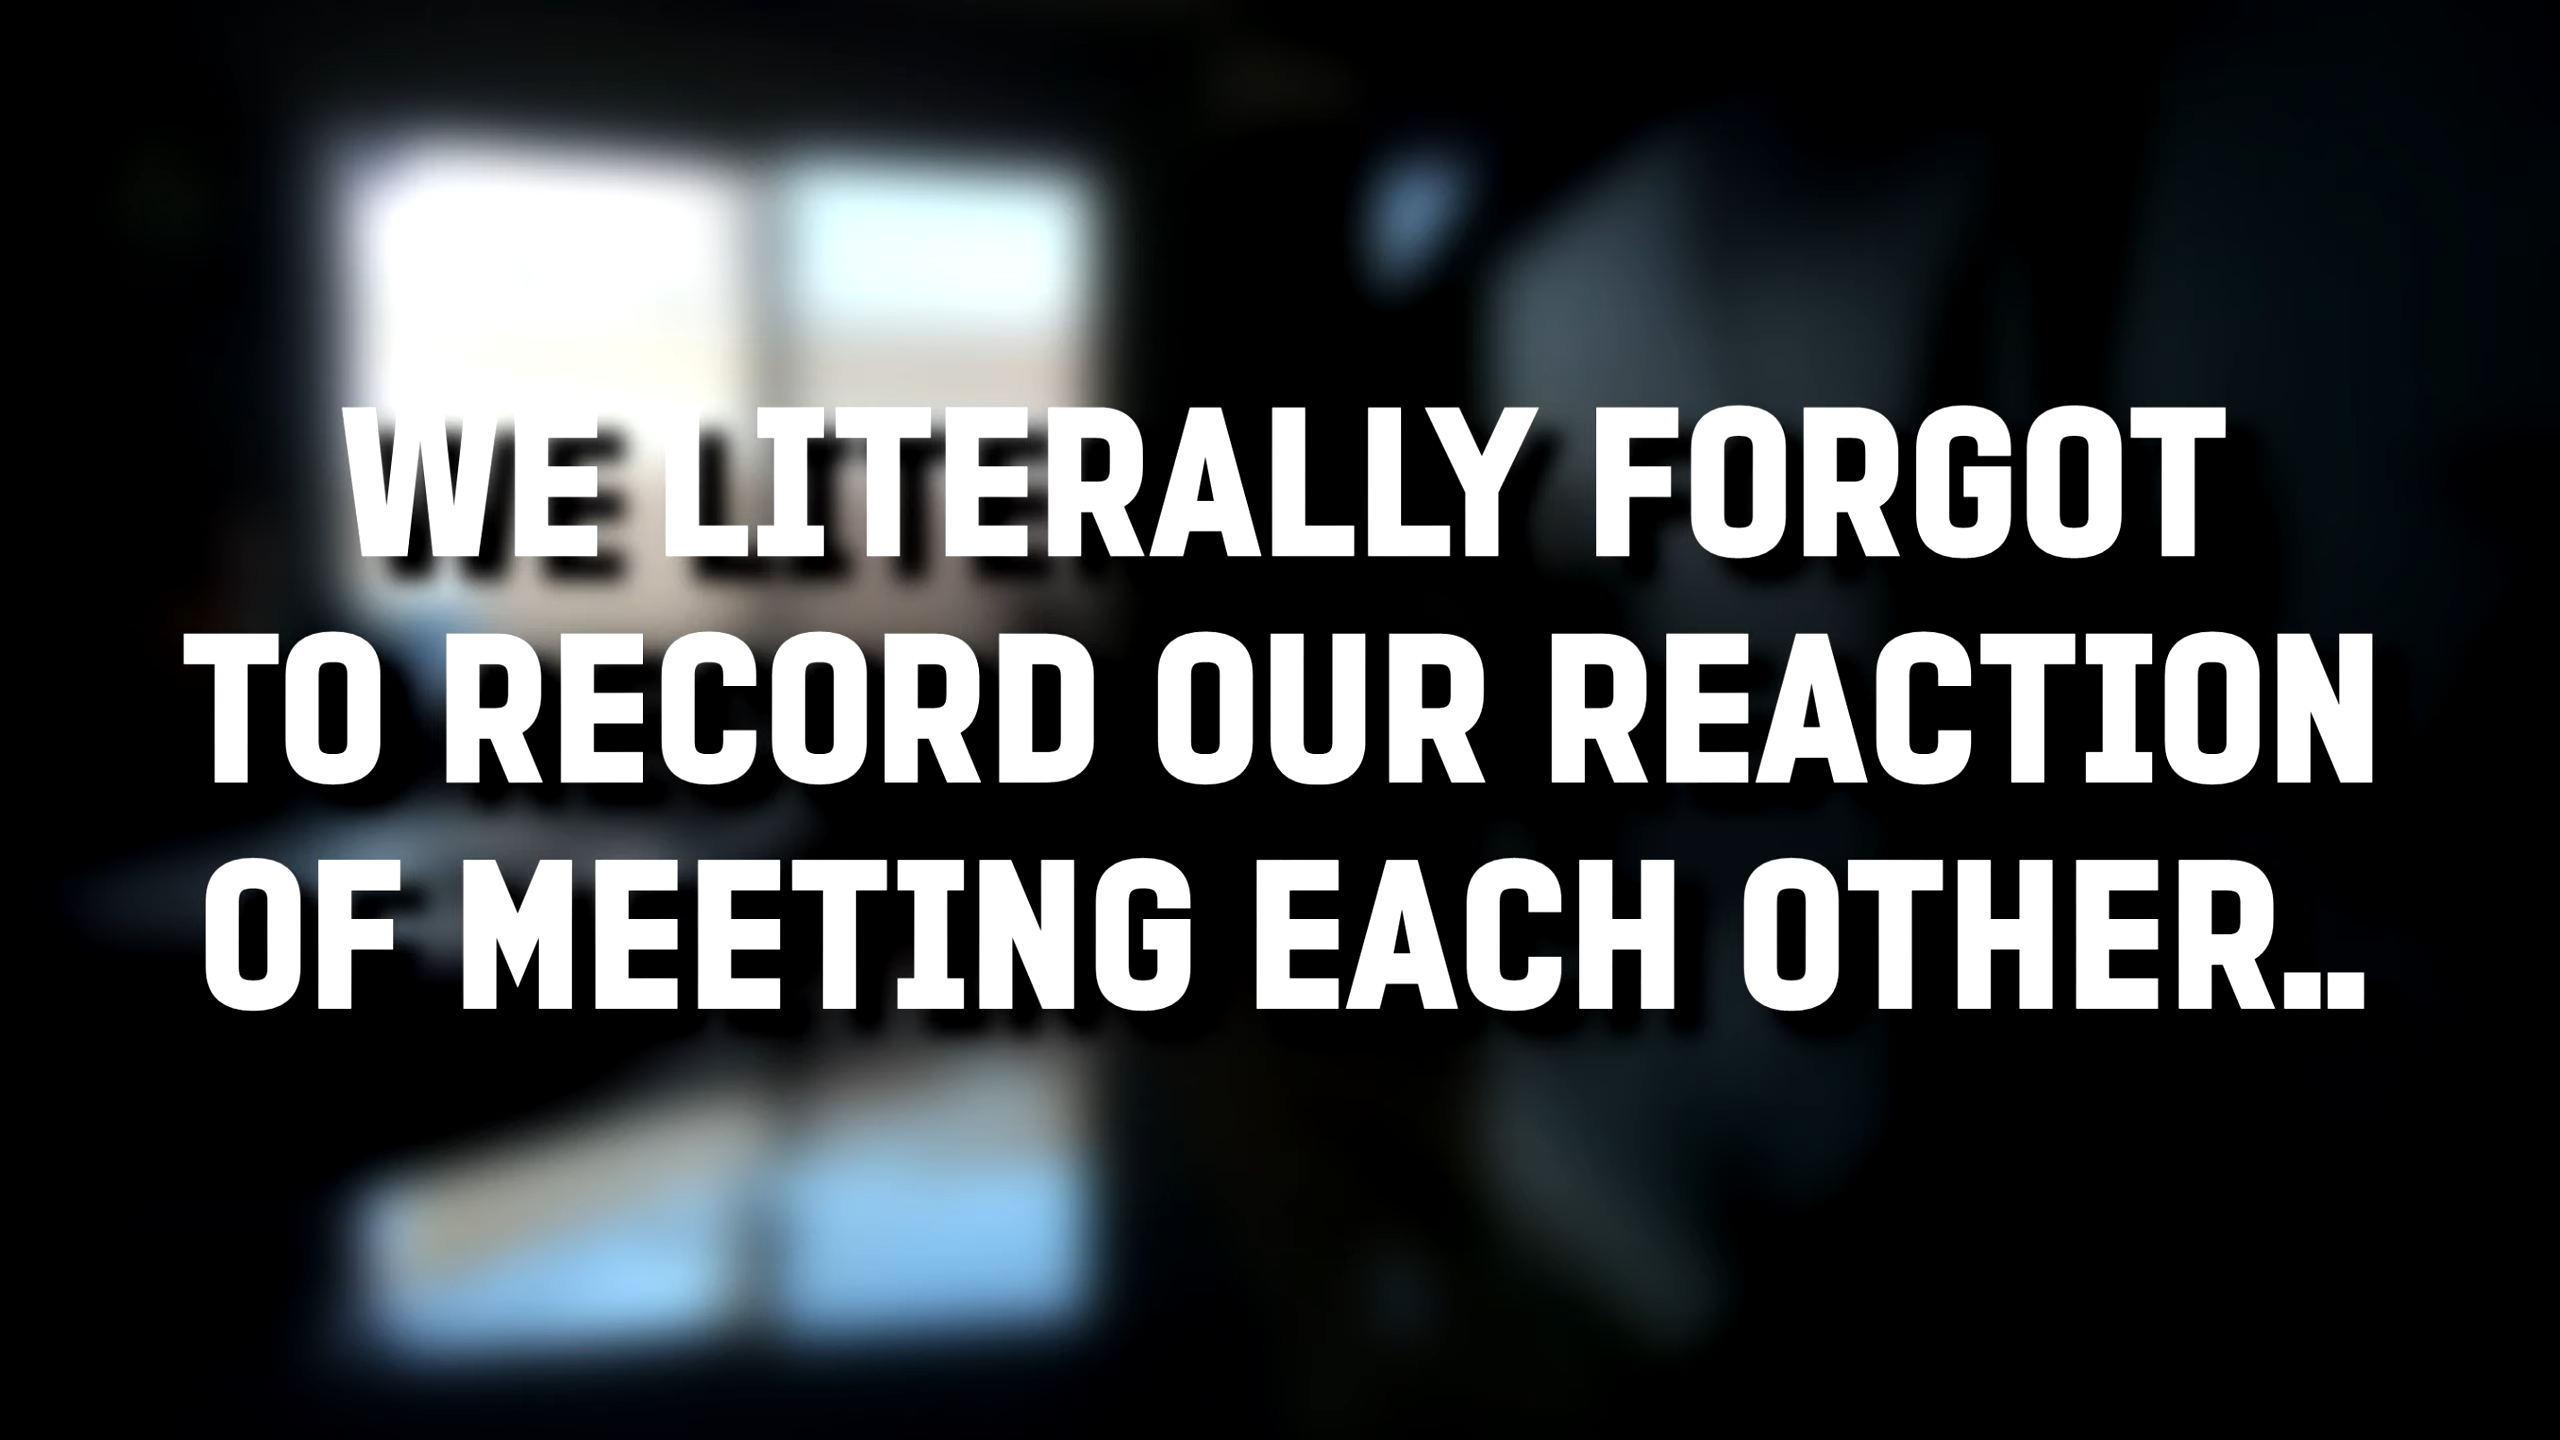 WE LITERALLY FORGOT
TO RECORD OUR REACTION
OF MEETING EACH OTHER..